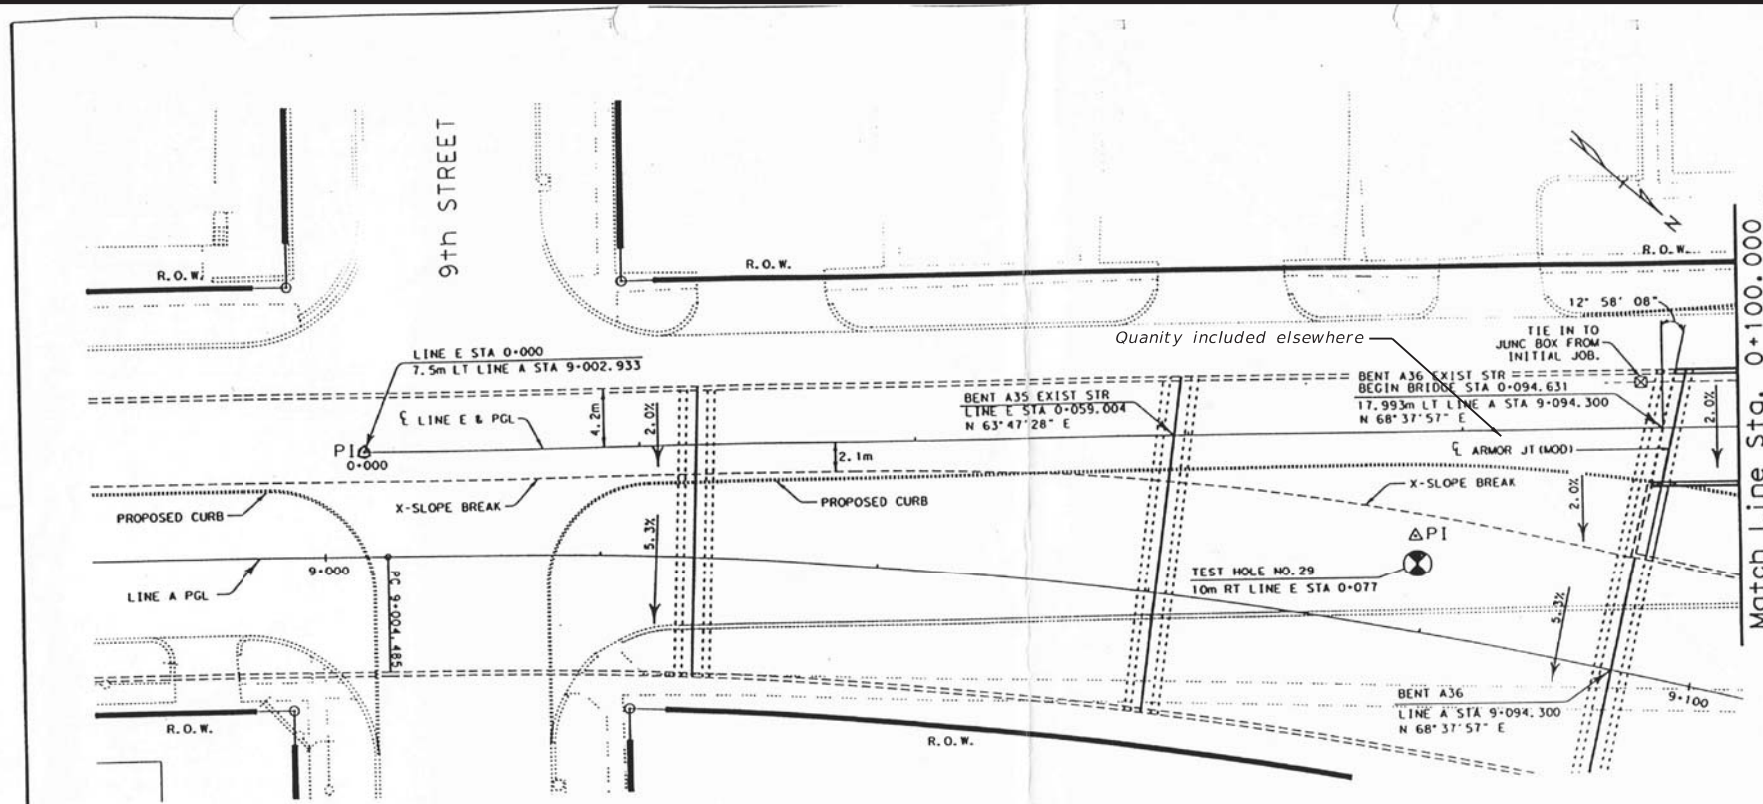 9th STREET
R.O.W.
R.O.W.
R.O.W.
12° 58' 08"
N
TIE IN TO
JUNC BOX FROM
INITIAL JOB.
Quanity included elsewhere
LINE E STA 0+000
7.5m LT LINE A STA 9+002.933
BENT A36 EXIST STR
BEGIN BRIDGE STA 0+094.631
17.993m LT LINE A STA 9+094.300
N 68°37'57" E
BENT A35 EXIST STR
LINE E STA 0+059.004
N 63°47'28" E
℄ LINE E & PGL
4.2m
2.0%
2.0%
PI
0+000
2.1m
℄ ARMOR JT (MOD)
Match Line Sta. 0+100.000
PROPOSED CURB
X-SLOPE BREAK
PROPOSED CURB
X-SLOPE BREAK
2.0%
5.3%
PI
9+000
LINE A PGL
PC 9+004.485
TEST HOLE NO. 29
10m RT LINE E STA 0+077
5.3%
BENT A36
LINE A STA 9+094.300
N 68°37'57" E
9+100
R.O.W.
R.O.W.